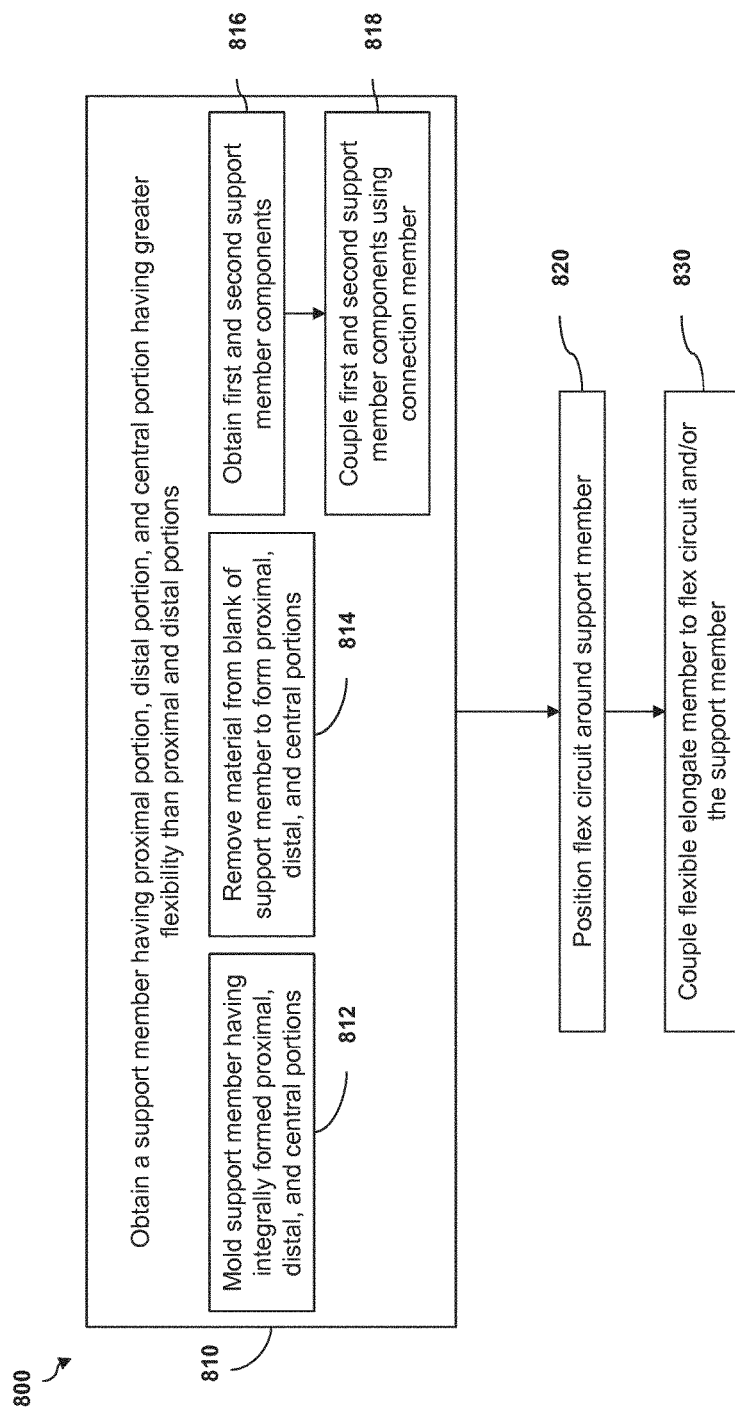 800
810
Obtain a support member having proximal portion, distal portion, and central portion having greater
flexibility than proximal and distal portions
Mold support member having
integrally formed proximal,
distal, and central portions
812
Remove material from blank of
support member to form proximal,
distal, and central portions
814
Obtain first and second support
member components
816
Couple first and second support
member components using
connection member
818
Position flex circuit around support member
820
Couple flexible elongate member to flex circuit and/or
the support member
830